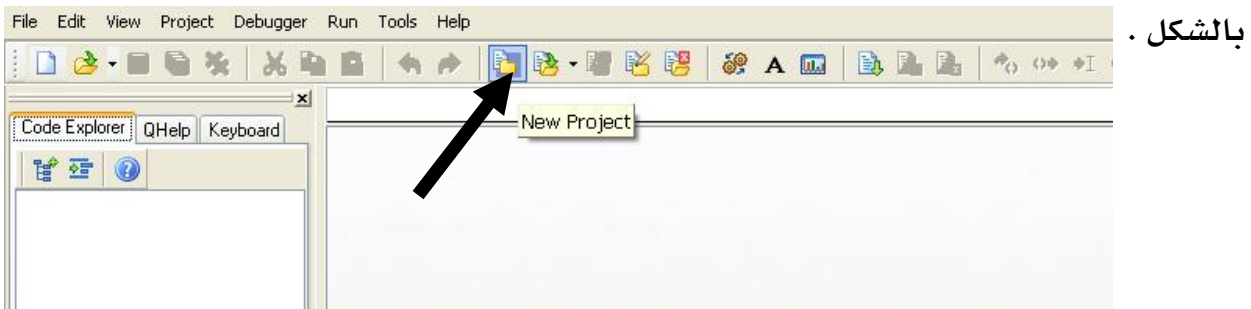 بالشكل .
File Edit View Project Debugger Run Tools Help
A
New Project
Code Explorer QHelp Keyboard